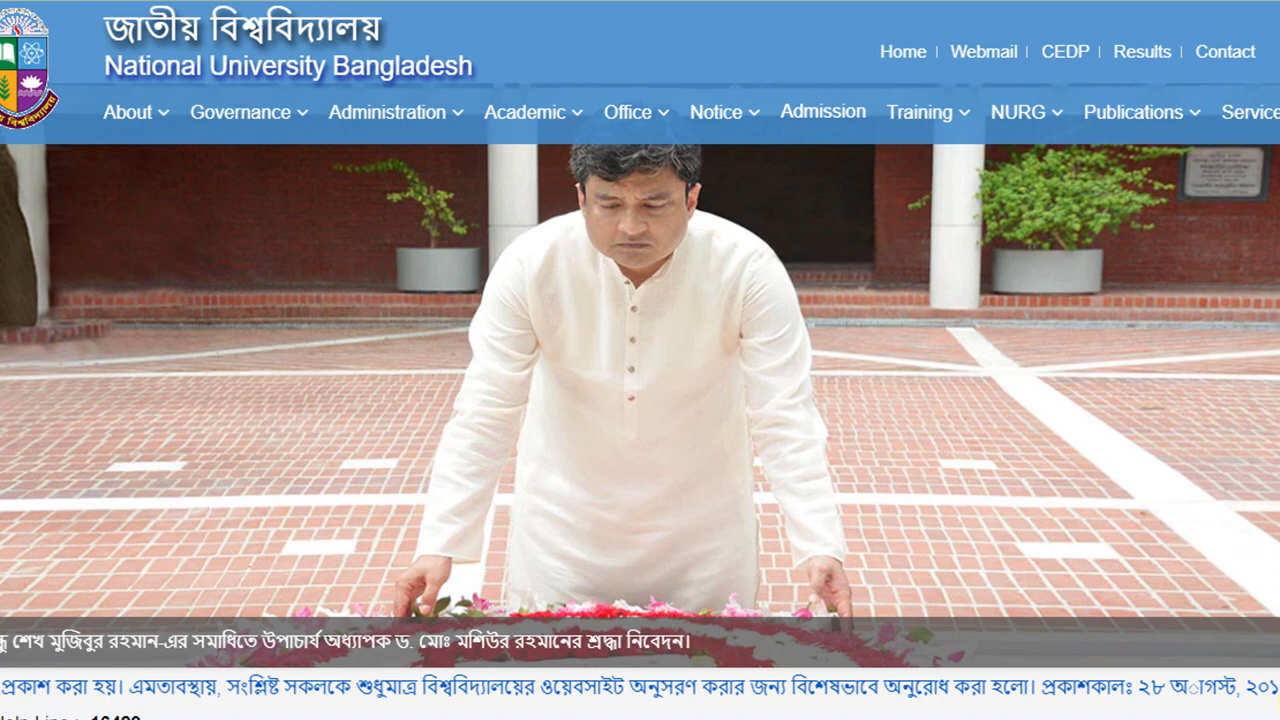 জাতীয় বিশ্ববিদ্যালয়
National University Bangladesh
Home | Webmail | CEDP | Results | Contact
About Governance Administration Academic Office Notice Admission Training NURG Publications Service
শেখ মুজিবুর রহমান-এর সমাধিতে উপাচার্য অধ্যাপক ড. মোঃ মশিউর রহমানের শ্রদ্ধা নিবেদন।
প্রকাশ করা হয়। এমতাবস্থায়, সংশ্লিষ্ট সকলকে শুধুমাত্র বিশ্ববিদ্যালয়ের ওয়েবসাইট অনুসরণ করার জন্য বিশেষভাবে অনুরোধ করা হলো। প্রকাশকালঃ ২৮ অাগস্ট, ২০১